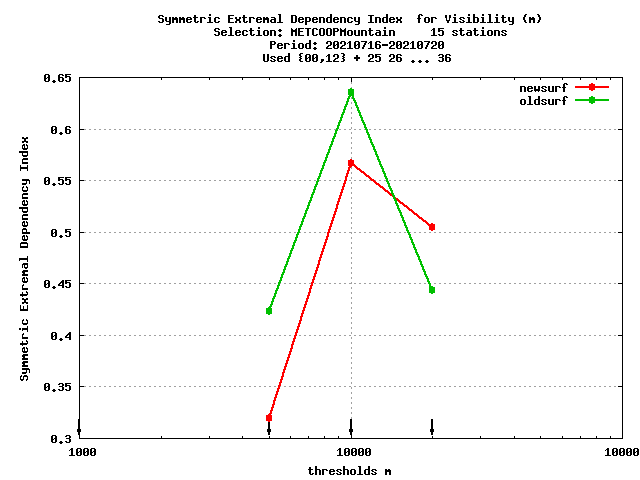 Symmetric Extremal Dependency Index  for Visibility (m)
Selection: METCOOPMountain     15 stations
Period: 20210716-20210720
Used {00,12} + 25 26 ... 36
newsurf
oldsurf
Symmetric Extremal Dependency Index
0.65
0.6
0.55
0.5
0.45
0.4
0.35
0.3
1000
10000
10000
thresholds m